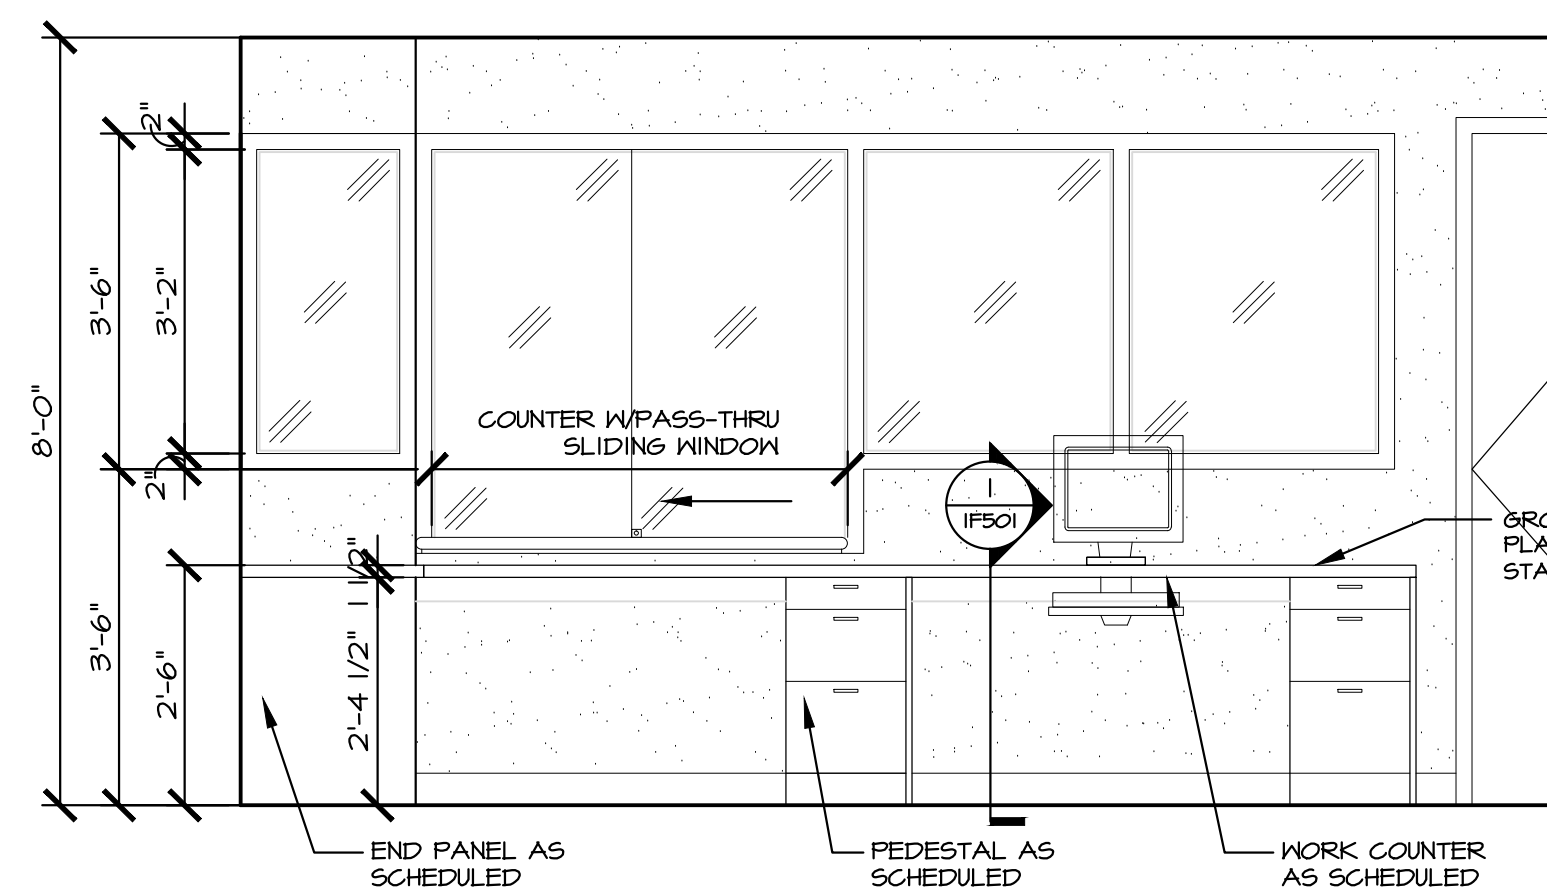 2"
3'-6"
3'-2"
8'-0"
COUNTER W/PASS-THRU
SLIDING WINDOW
2"
1
IF501
1 1/2"
3'-6"
2'-6"
2'-4 1/2"
END PANEL AS
SCHEDULED
PEDESTAL AS
SCHEDULED
WORK COUNTER
AS SCHEDULED